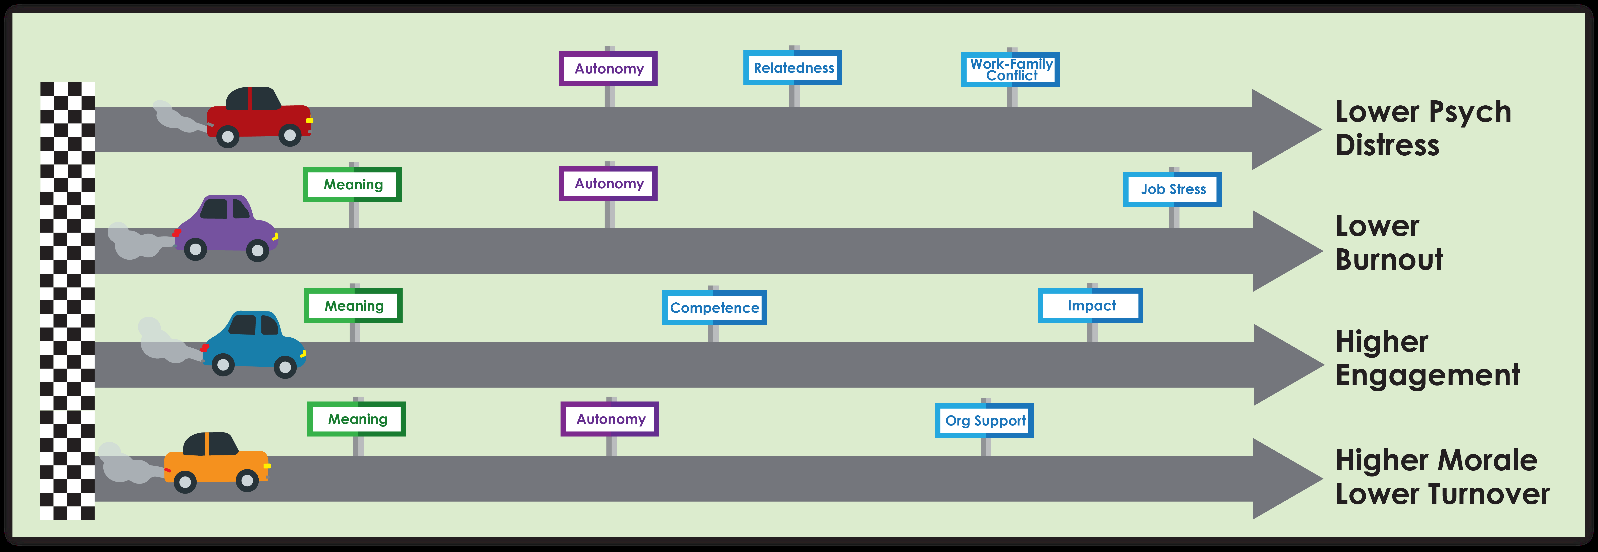 Autonomy
Relatedness
Work-Family
Conflict
Lower Psych
Distress
Meaning
Autonomy
Job Stress
Lower
Burnout
Meaning
Competence
Impact
Higher
Engagement
Meaning
Autonomy
Org Support
Higher Morale
Lower Turnover